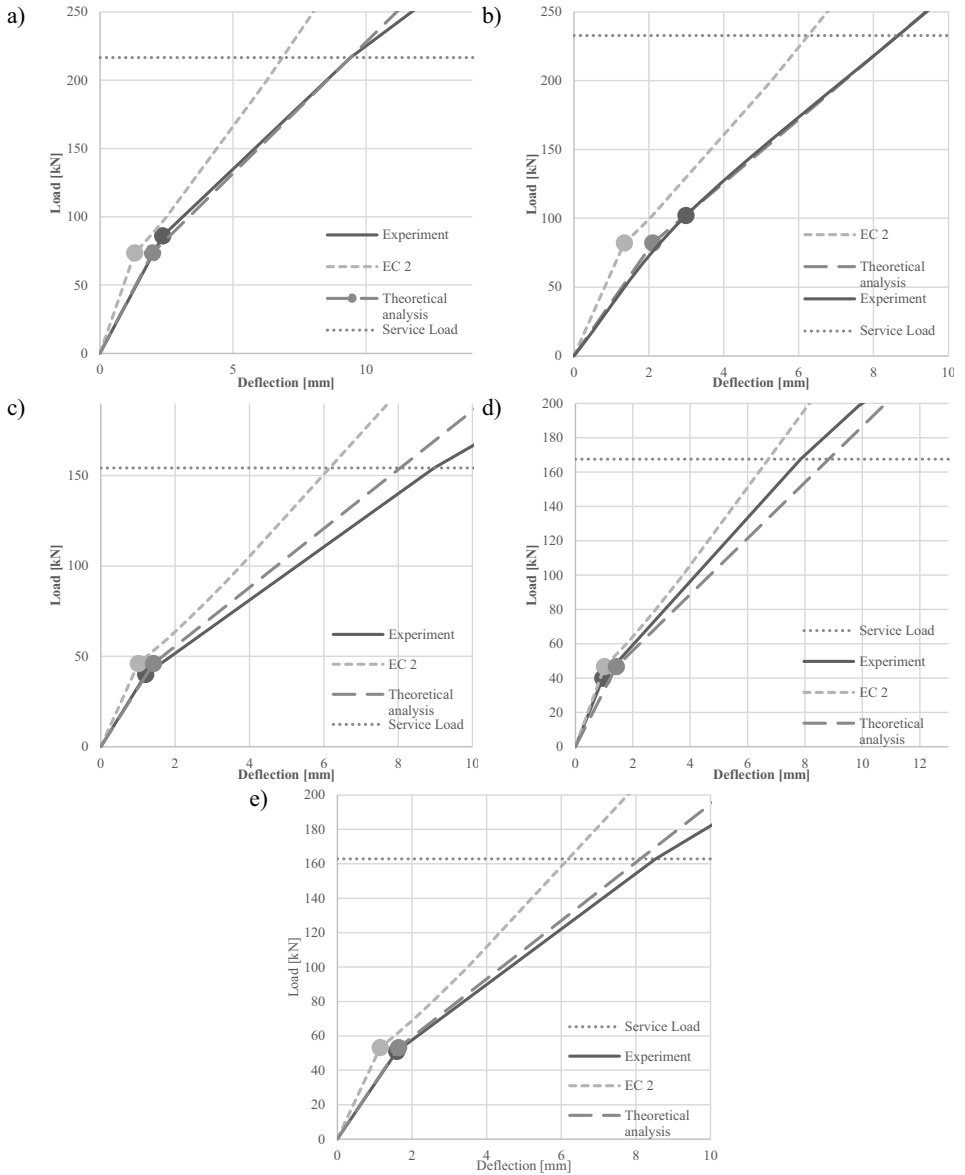 a)
250
200
150
100
50
0
0
5
10
Load [kN]
Deflection [mm]
Experiment
EC 2
Theoretical
analysis
Service Load
b)
250
200
150
100
50
0
0
2
4
6
8
10
Load [kN]
Deflection [mm]
EC 2
Theoretical
analysis
Experiment
Service Load
c)
150
100
50
0
0
2
4
6
8
10
Load [kN]
Deflection [mm]
Experiment
EC 2
Theoretical
analysis
Service Load
d)
200
180
160
140
120
100
80
60
40
20
0
0
2
4
6
8
10
12
Load [kN]
Deflection [mm]
Service Load
Experiment
EC 2
Theoretical
analysis
e)
200
180
160
140
120
100
80
60
40
20
0
0
2
4
6
8
10
Load [kN]
Deflection [mm]
Service Load
Experiment
EC 2
Theoretical
analysis